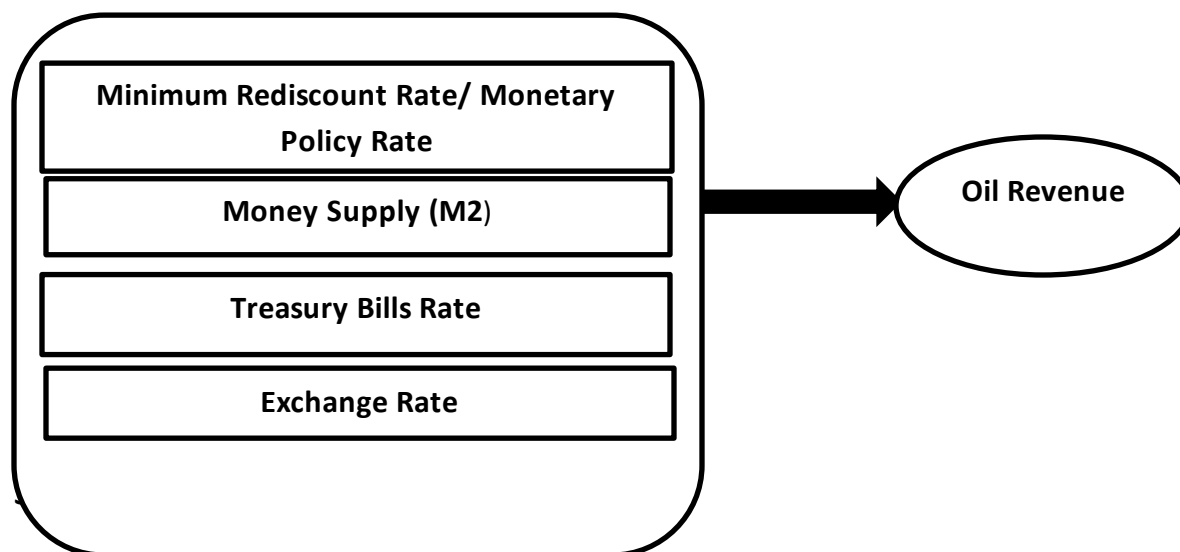 Minimum Rediscount Rate/ Monetary
Policy Rate
Money Supply (M2)
Treasury Bills Rate
Exchange Rate
Oil Revenue